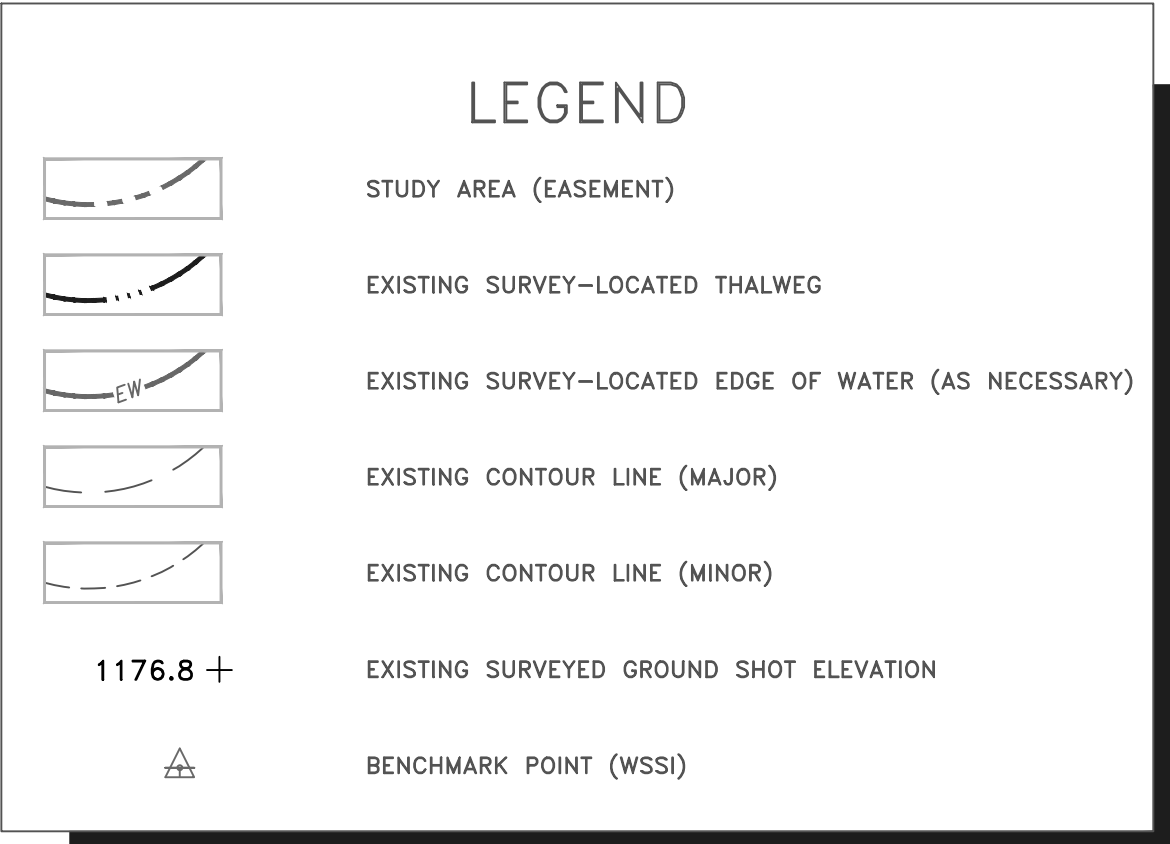 LEGEND
STUDY AREA (EASEMENT)
EXISTING SURVEY-LOCATED THALWEG
EW EXISTING SURVEY-LOCATED EDGE OF WATER (AS NECESSARY)
EXISTING CONTOUR LINE (MAJOR)
EXISTING CONTOUR LINE (MINOR)
1176.8 EXISTING SURVEYED GROUND SHOT ELEVATION
BENCHMARK POINT (WSSI)